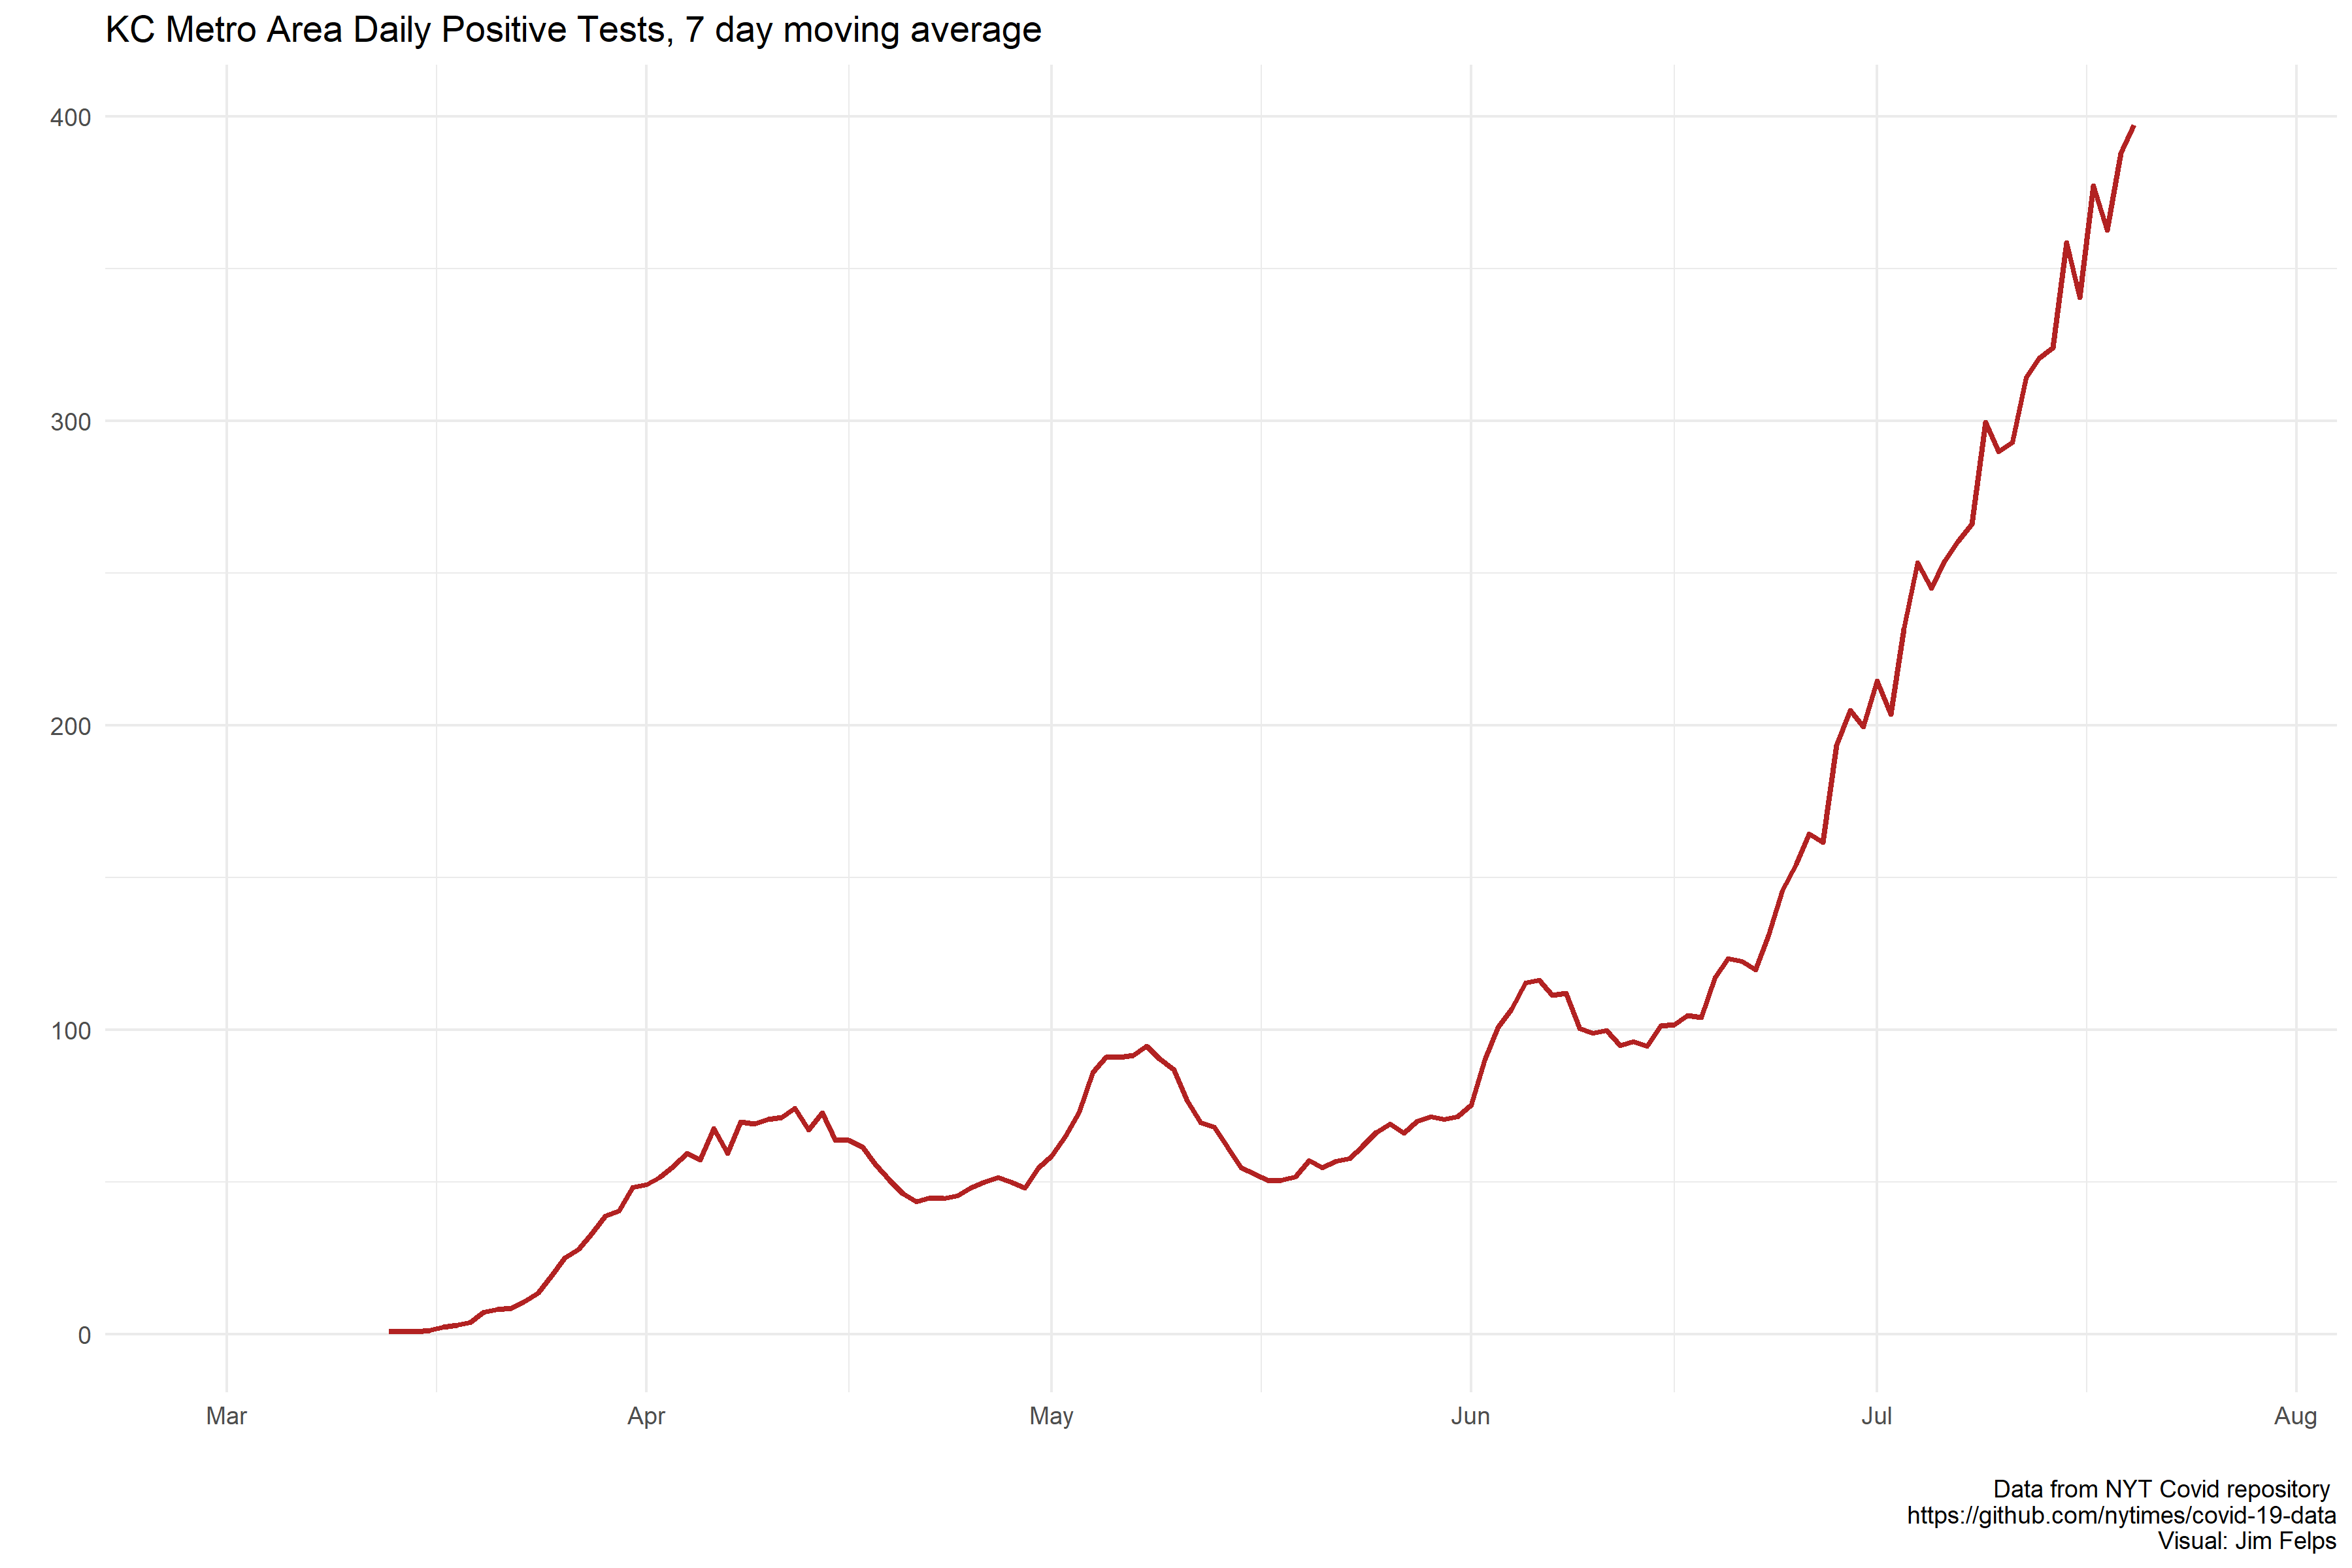 KC Metro Area Daily Positive Tests, 7 day moving average
400
300
200
100
0
Mar Apr May Jun Jul Aug
Data from NYT Covid repository
https://github.com/nytimes/covid-19-data
Visual: Jim Felps